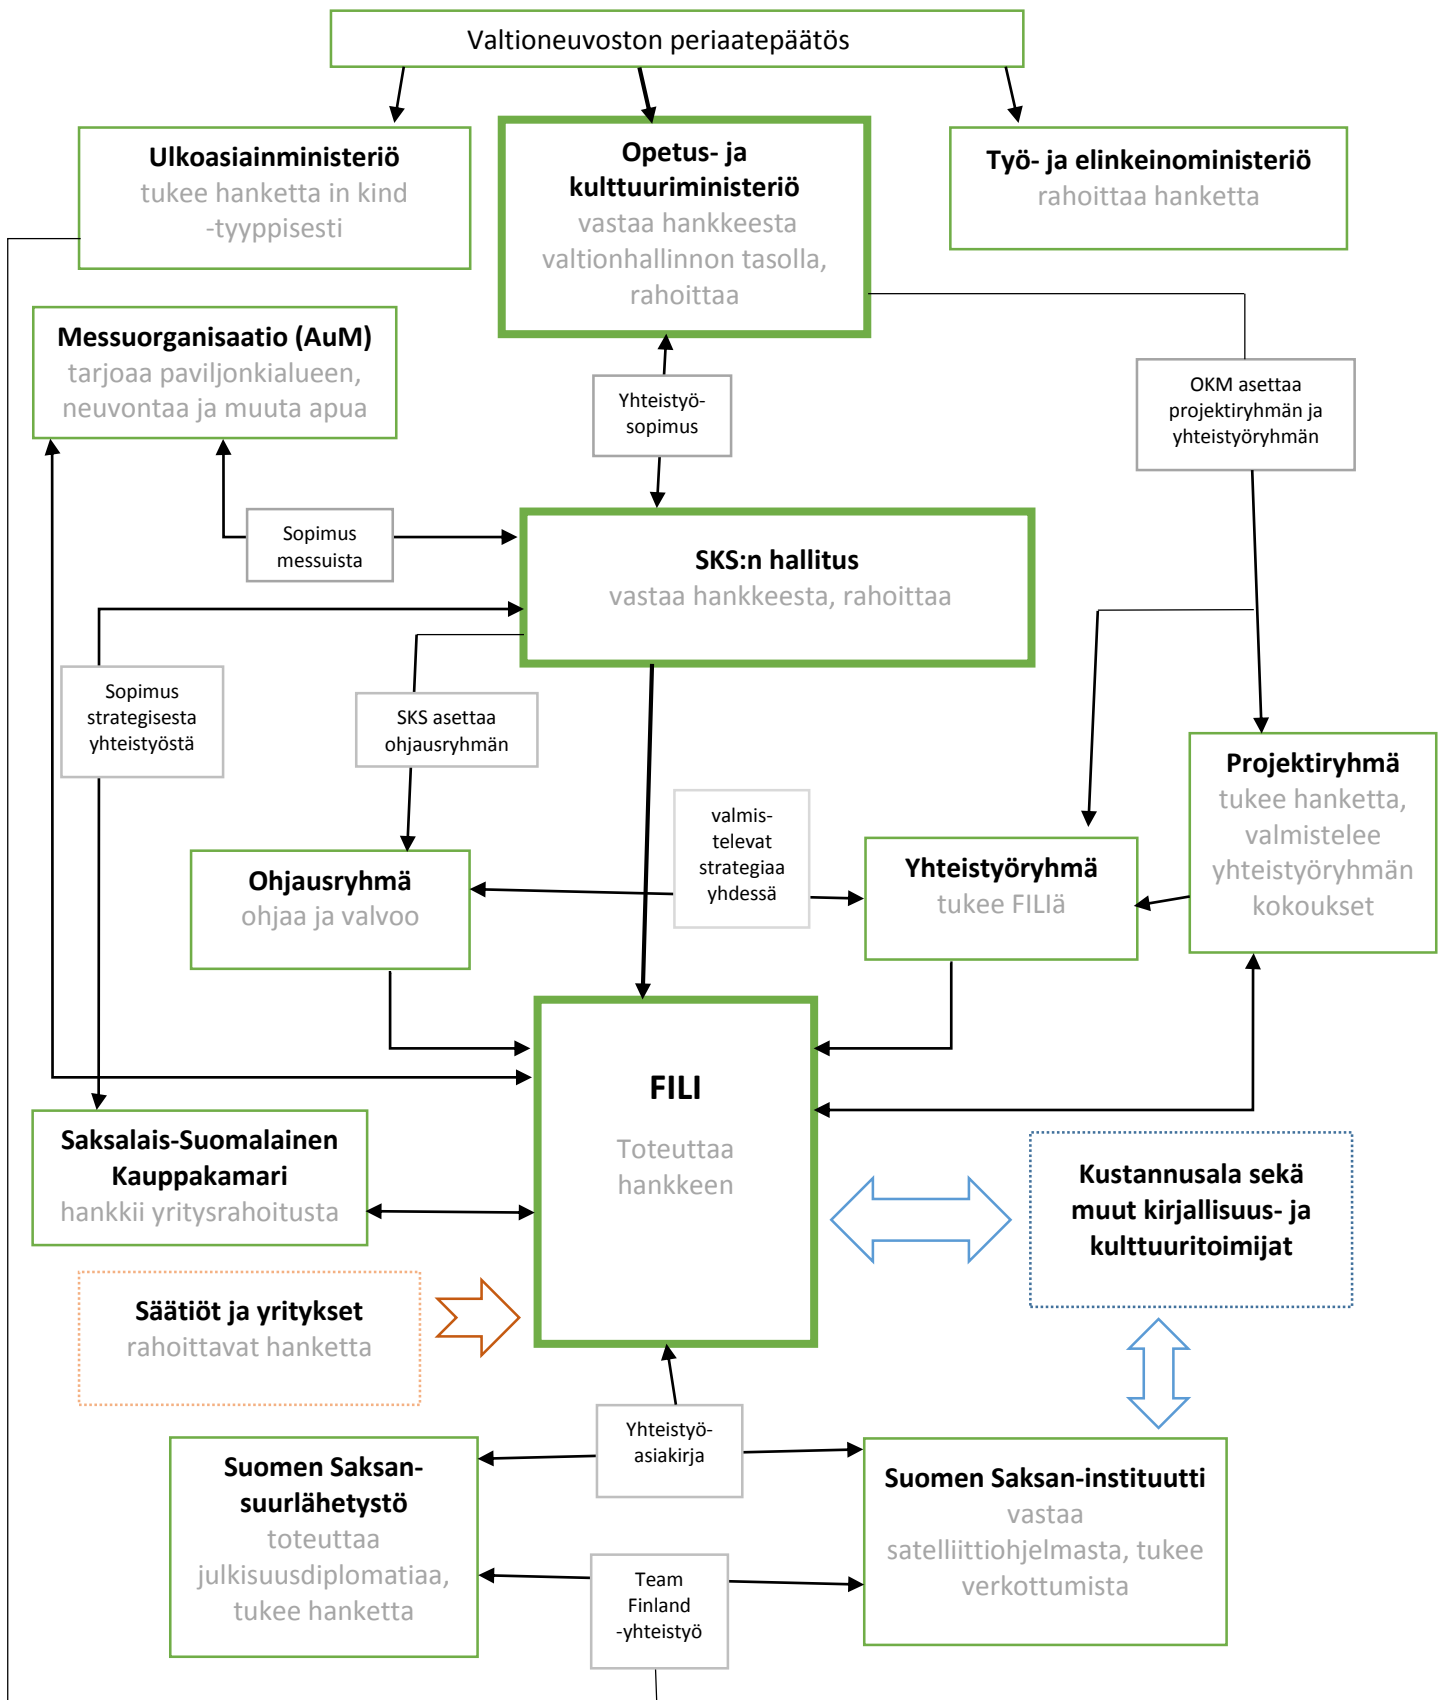 Valtioneuvoston periaatepäätös
Ulkoasiainministeriö
tukee hanketta in kind
-tyyppisesti
Opetus- ja
kulttuuriministeriö
vastaa hankkeesta
valtionhallinnon tasolla,
rahoittaa
Työ- ja elinkeinoministeriö
rahoittaa hanketta
Messuorganisaatio (AuM)
tarjoaa paviljonkialueen,
neuvontaa ja muuta apua
Yhteistyö-
sopimus
OKM asettaa
projektiryhmän ja
yhteistyöryhmän
Sopimus
messuista
SKS:n hallitus
vastaa hankkeesta, rahoittaa
Sopimus
strategisesta
yhteistyöstä
SKS asettaa
ohjausryhmän
Projektiryhmä
tukee hanketta,
valmistelee
yhteistyöryhmän
kokoukset
valmis-
televat
strategiaa
yhdessä
Ohjausryhmä
ohjaa ja valvoo
Yhteistyöryhmä
tukee FILIä
FILI
Toteuttaa
hankkeen
Saksalais-Suomalainen
Kauppakamari
hankkii yritysrahoitusta
Kustannusala sekä
muut kirjallisuus- ja
kulttuuritoimijat
Säätiöt ja yritykset
rahoittavat hanketta
Yhteistyö-
asiakirja
Suomen Saksan-
suurlähetystö
toteuttaa
julkisuusdiplomatiaa,
tukee hanketta
Suomen Saksan-instituutti
vastaa
satelliittiohjelmasta, tukee
verkottumista
Team
Finland
-yhteistyö